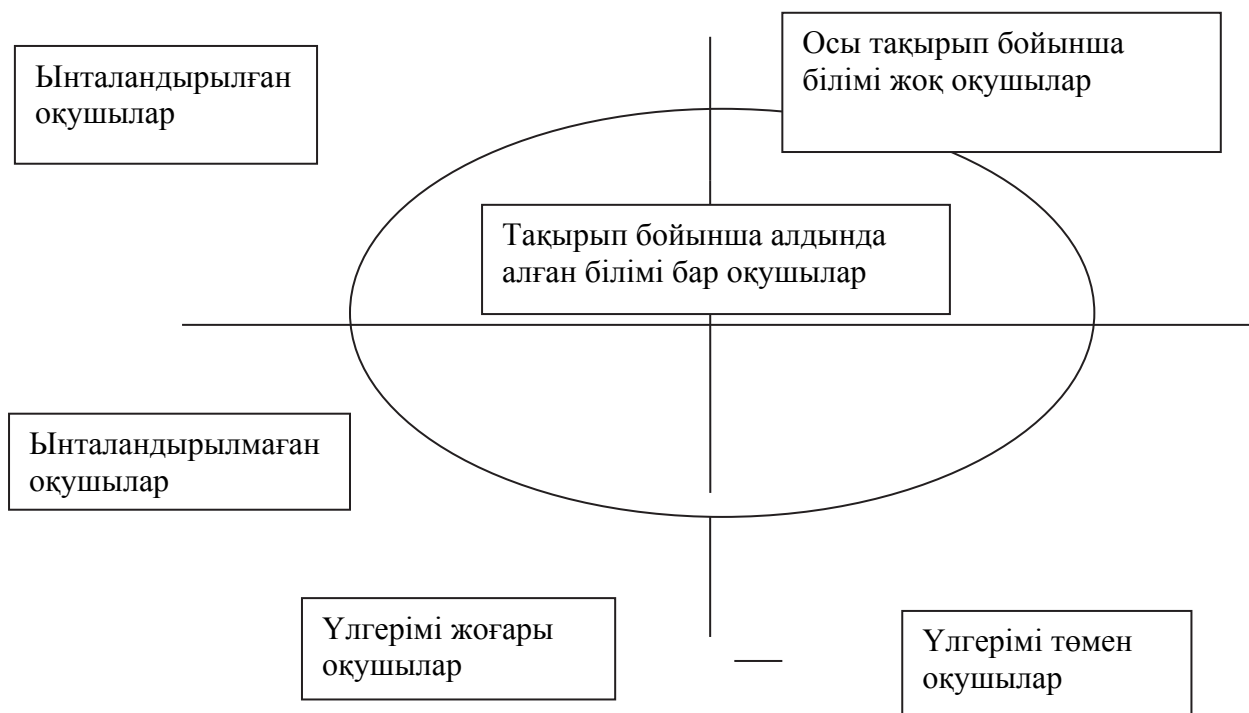 Ынталандырылған
оқушылар
Осы тақырып бойынша
білімі жоқ оқушылар
Тақырып бойынша алдында
алған білімі бар оқушылар
Ынталандырылмаған
оқушылар
Үлгерімі жоғары
оқушылар
Үлгерімі төмен
оқушылар